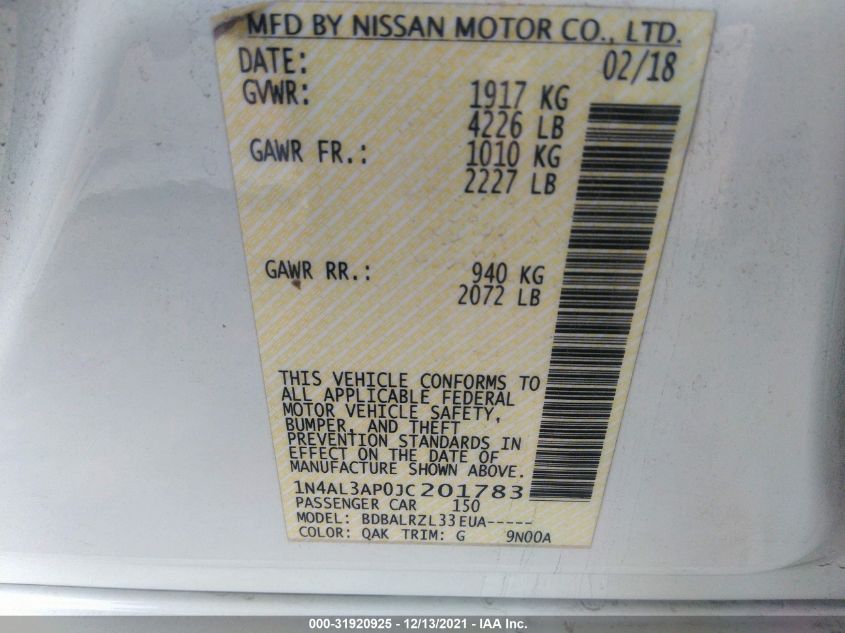 MFD BY NISSAN MOTOR CO., LTD.
DATE: 02/18
GVWR: 1917 KG
4226 LB
GAWR FR.: 1010 KG
2227 LB
GAWR RR.: 940 KG
2072 LB
THIS VEHICLE CONFORMS TO
ALL APPLICABLE FEDERAL
MOTOR VEHICLE SAFETY,
BUMPER, AND THEFT
PREVENTION STANDARDS IN
EFFECT ON THE DATE OF
MANUFACTURE SHOWN ABOVE.
1N4AL3AP0JC201783
PASSENGER CAR 150
MODEL: BDBALRZL33EUA-----
COLOR: QAK TRIM: G 9N00A
000-31920925 - 12/13/2021 - IAA Inc.